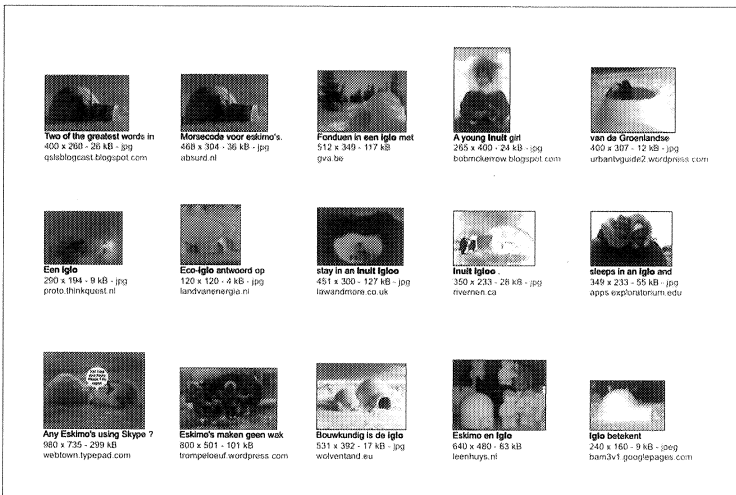 Two of the greatest words in
400 x 260 - 26 kB - jpg
qslsblogcast.blogspot.com
Morsecode voor eskimo's.
468 x 304 - 36 kB - jpg
absurd.nl
Fonduen in een iglo met
512 x 349 - 117 kB
gva.be
A young Inuit girl
265 x 400 - 24 kB - jpg
bobmckerrow.blogspot.com
van de Groenlandse
400 x 307 - 12 kB - jpg
urbantvguide2.wordpress.com
Een iglo
290 x 194 - 9 kB - jpg
proto.thinkquest.nl
Eco-iglo antwoord op
120 x 120 - 4 kB - jpg
landvanenergie.nl
stay in an Inuit Igloo
451 x 300 - 127 kB - jpg
lawandmore.co.uk
Inuit Igloo .
350 x 233 - 28 kB - jpg
nvernen.ca
sleeps in an iglo and
349 x 233 - 55 kB - jpg
apps.exploratorium.edu
Any Eskimo's using Skype ?
980 x 735 - 299 kB
webtown.typepad.com
Eskimo's maken geen wak
800 x 501 - 101 kB
trompeloeuf.wordpress.com
Bouwkundig is de iglo
531 x 392 - 17 kB - jpg
wolventand.eu
Eskimo en Iglo
640 x 480 - 63 kB
leenhuys.nl
Iglo betekent
240 x 160 - 9 kB - jpeg
bam3v1.googlepages.com